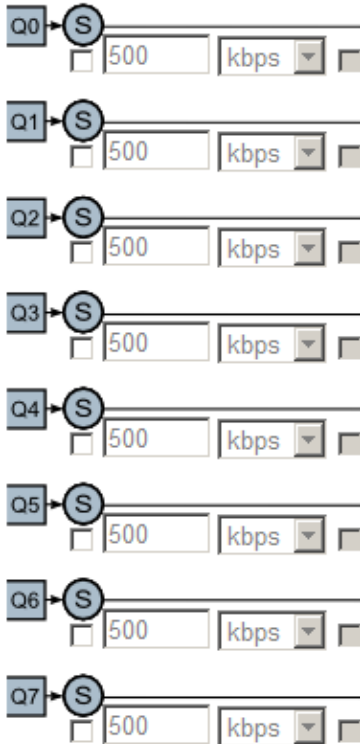 Q0 S
500 kbps
Q1 S
500 kbps
Q2 S
500 kbps
Q3 S
500 kbps
Q4 S
500 kbps
Q5 S
500 kbps
Q6 S
500 kbps
Q7 S
500 kbps